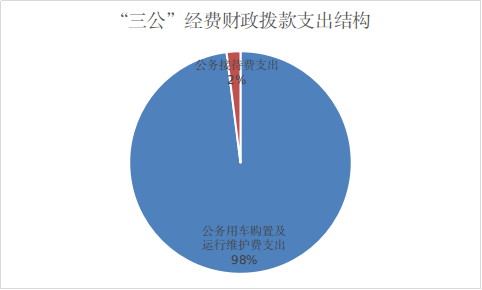 “三公”经费财政拨款支出结构
公务接待费支出
2%
公务用车购置及
运行维护费支出
98%